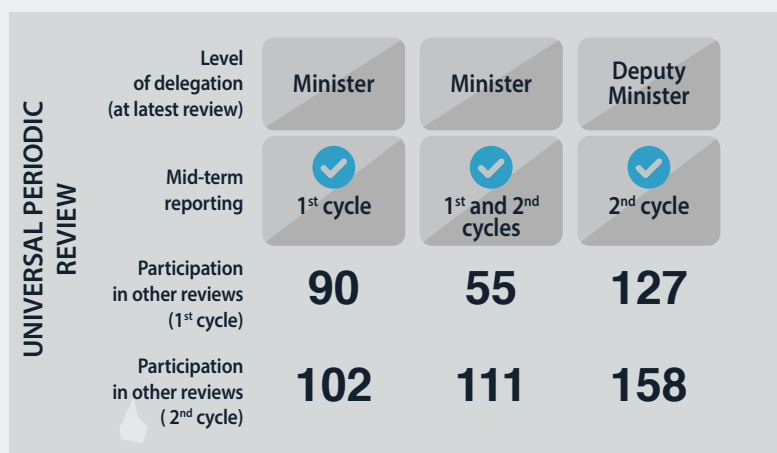 UNIVERSAL PERIODIC
REVIEW
Level
of delegation
(at latest review)
Minister
Minister
Deputy
Minister
Mid-term
reporting
1st cycle
1st and 2nd
cycles
2nd cycle
Participation
in other reviews
(1st cycle)
90
55
127
Participation
in other reviews
( 2nd cycle)
102
111
158